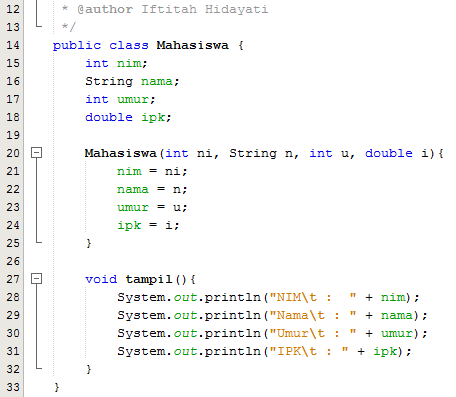 12 * @author Iftitah Hidayati
13 */
14 public class Mahasiswa {
15 int nim;
16 String nama;
17 int umur;
18 double ipk;
19
20 Mahasiswa(int ni, String n, int u, double i){
21 nim = ni;
22 nama = n;
23 umur = u;
24 ipk = i;
25 }
26
27 void tampil(){
28 System.out.println("NIM\t :  " + nim);
29 System.out.println("Nama\t : " + nama);
30 System.out.println("Umur\t : " + umur);
31 System.out.println("IPK\t : " + ipk);
32 }
33 }